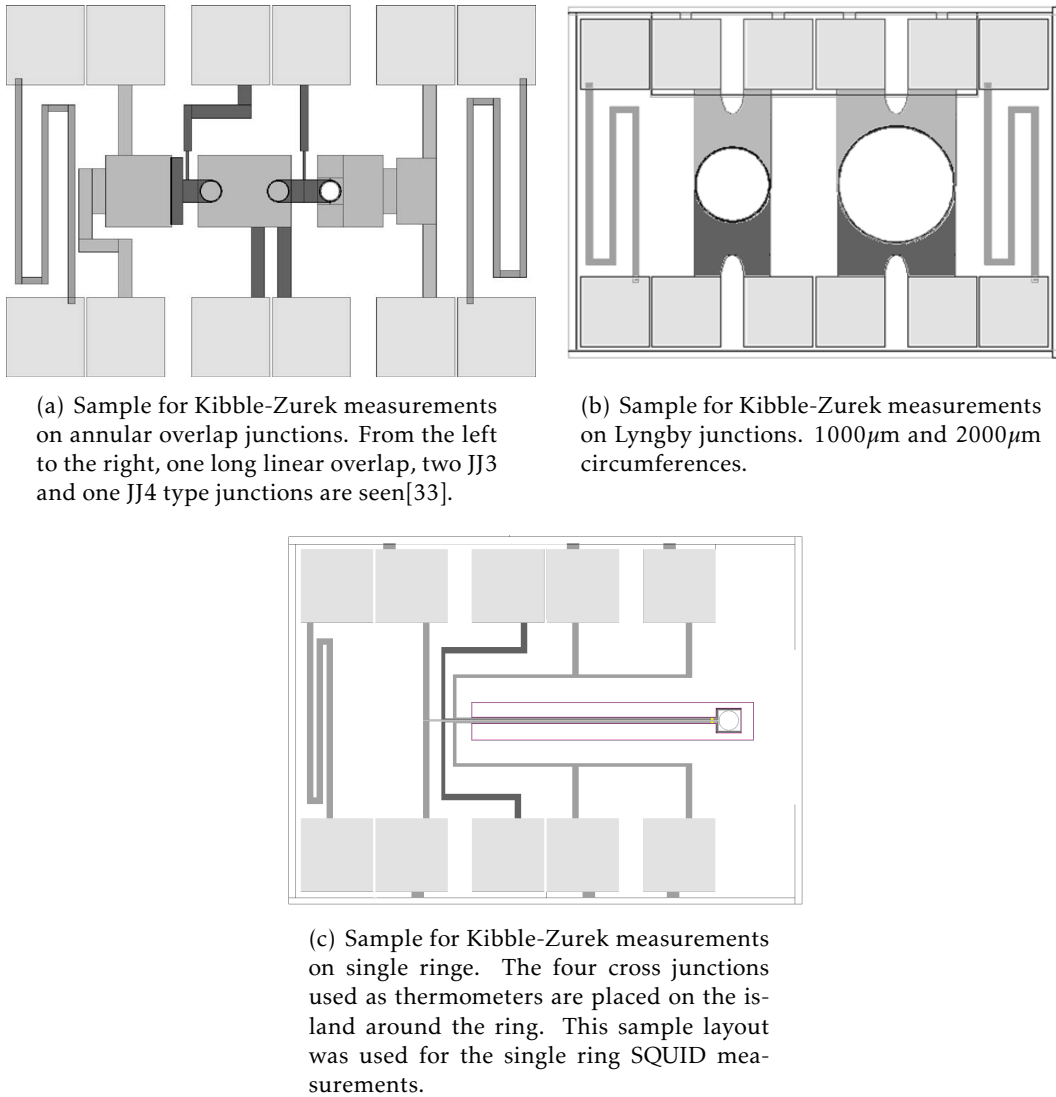 (a) Sample for Kibble-Zurek measurements
on annular overlap junctions. From the left
to the right, one long linear overlap, two JJ3
and one JJ4 type junctions are seen[33].
(b) Sample for Kibble-Zurek measurements
on Lyngby junctions. 1000μm and 2000μm
circumferences.
(c) Sample for Kibble-Zurek measurements
on single ringe. The four cross junctions
used as thermometers are placed on the is-
land around the ring. This sample layout
was used for the single ring SQUID mea-
surements.